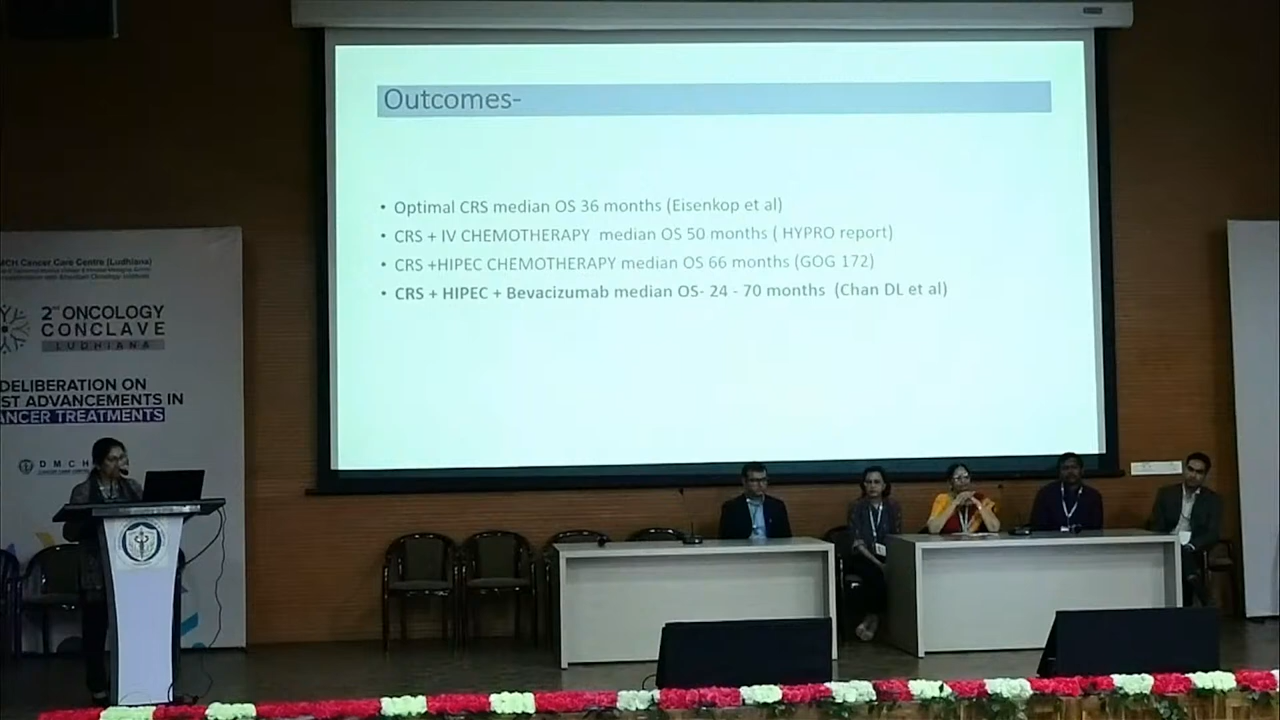 Outcomes-
• Optimal CRS median OS 36 months (Eisenkop et al)
• CRS + IV CHEMOTHERAPY median OS 50 months ( HYPRO report)
• CRS +HIPEC CHEMOTHERAPY median OS 66 months (GOG 172)
• CRS + HIPEC + Bevacizumab median OS- 24 - 70 months (Chan DL et al)
MCH Cancer Care Centre (Ludhiana)
2nd ONCOLOGY
CONCLAVE
LUDHIANA
DELIBERATION ON
ST ADVANCEMENTS IN
ANCER TREATMENTS
DMCH